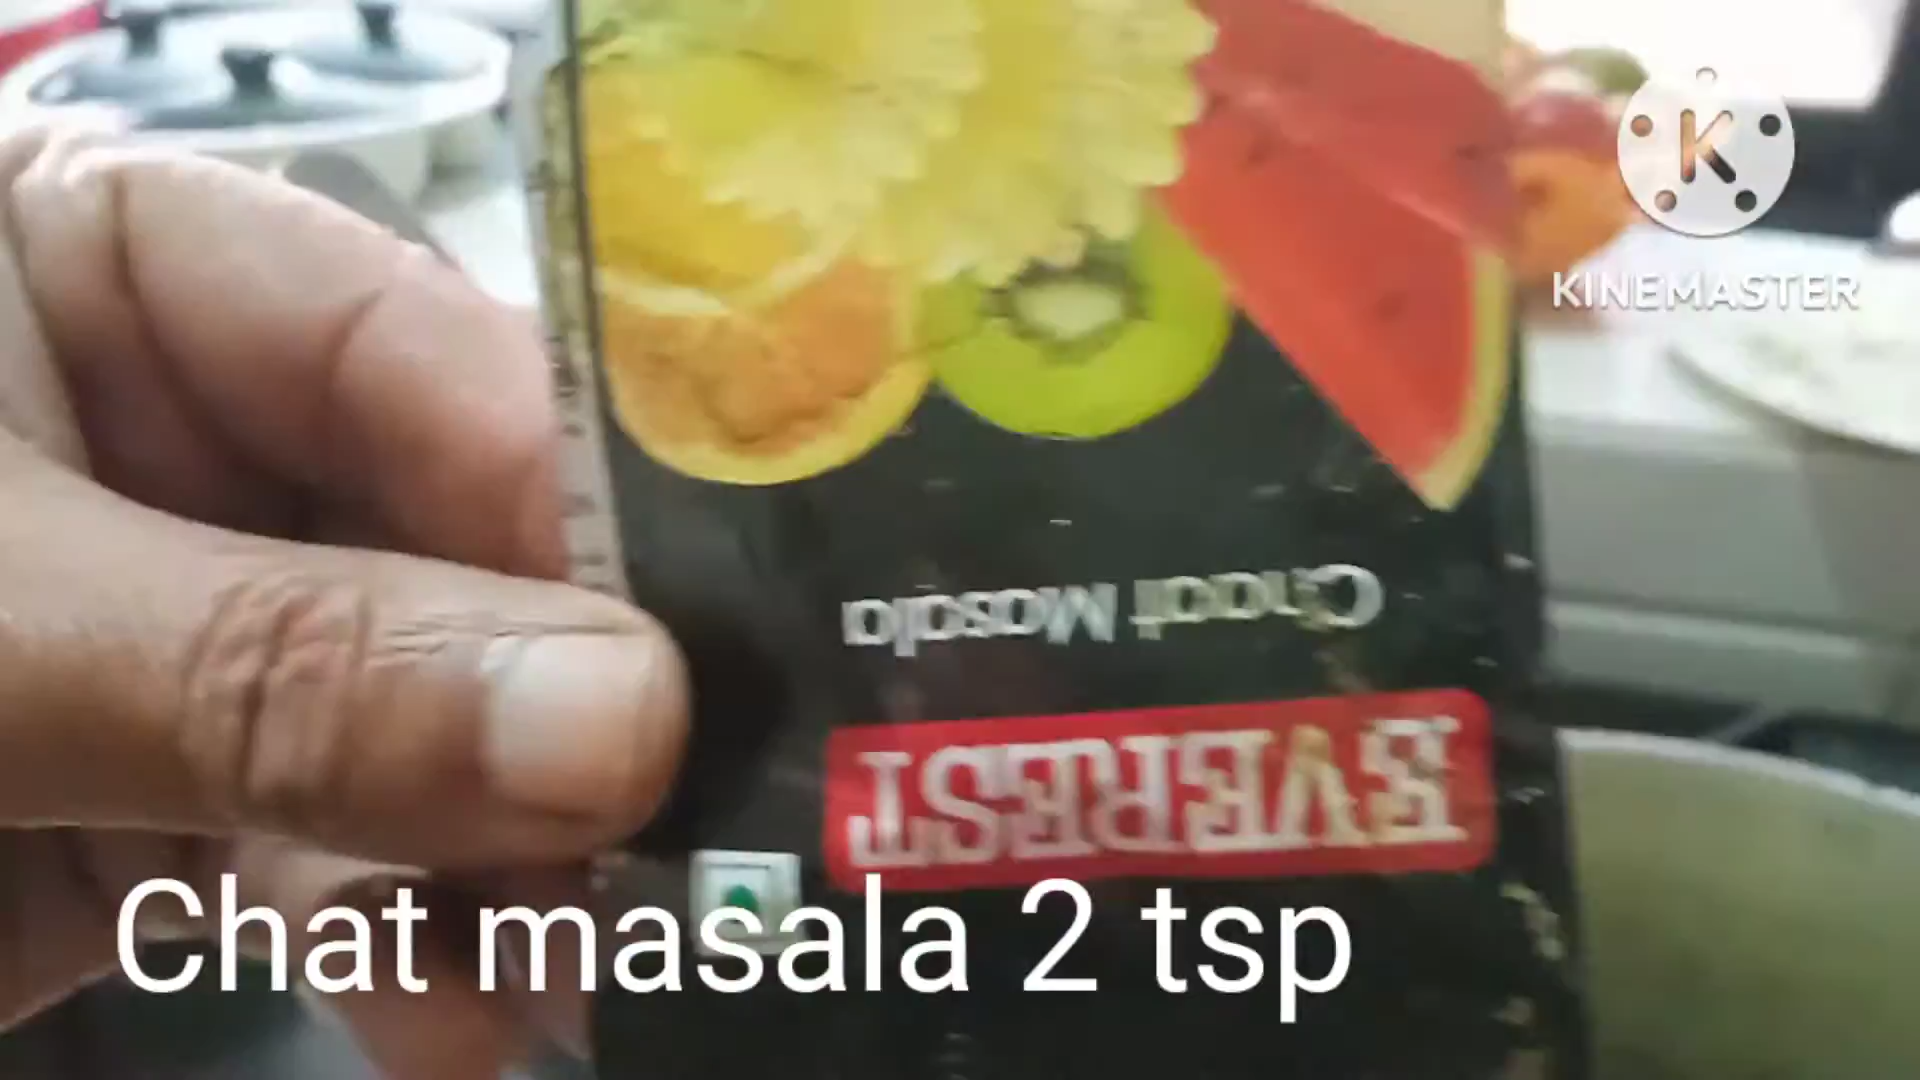 KINEMASTER
Chaat Masala
EVEREST
Chat masala 2 tsp